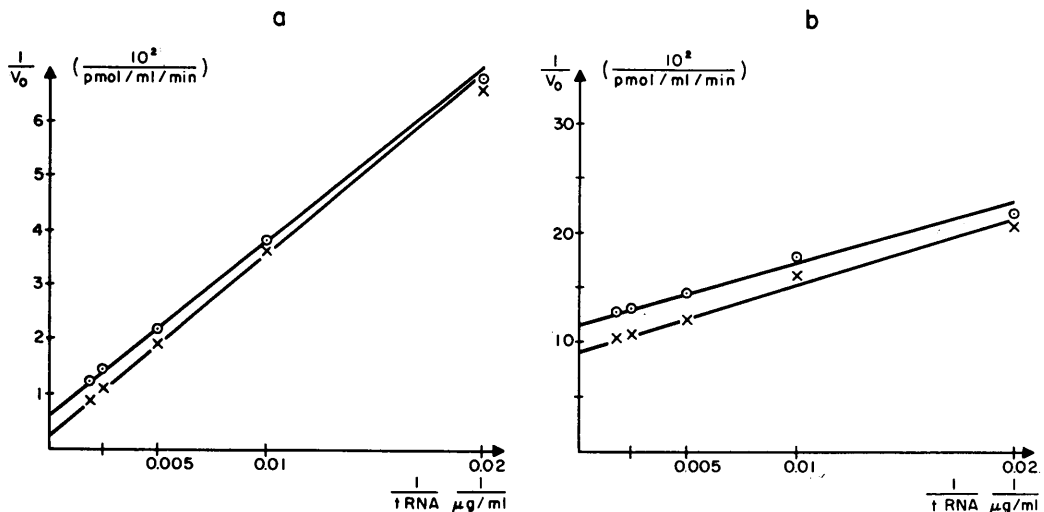 a
1
V₀
( 10²
pmol/ml/min )
6
5
4
3
2
1
0.005
0.01
0.02
1
tRNA
1
μg/ml
b
1
V₀
( 10²
pmol/ml/min )
30
20
10
0.005
0.01
0.02
1
tRNA
1
μg/ml